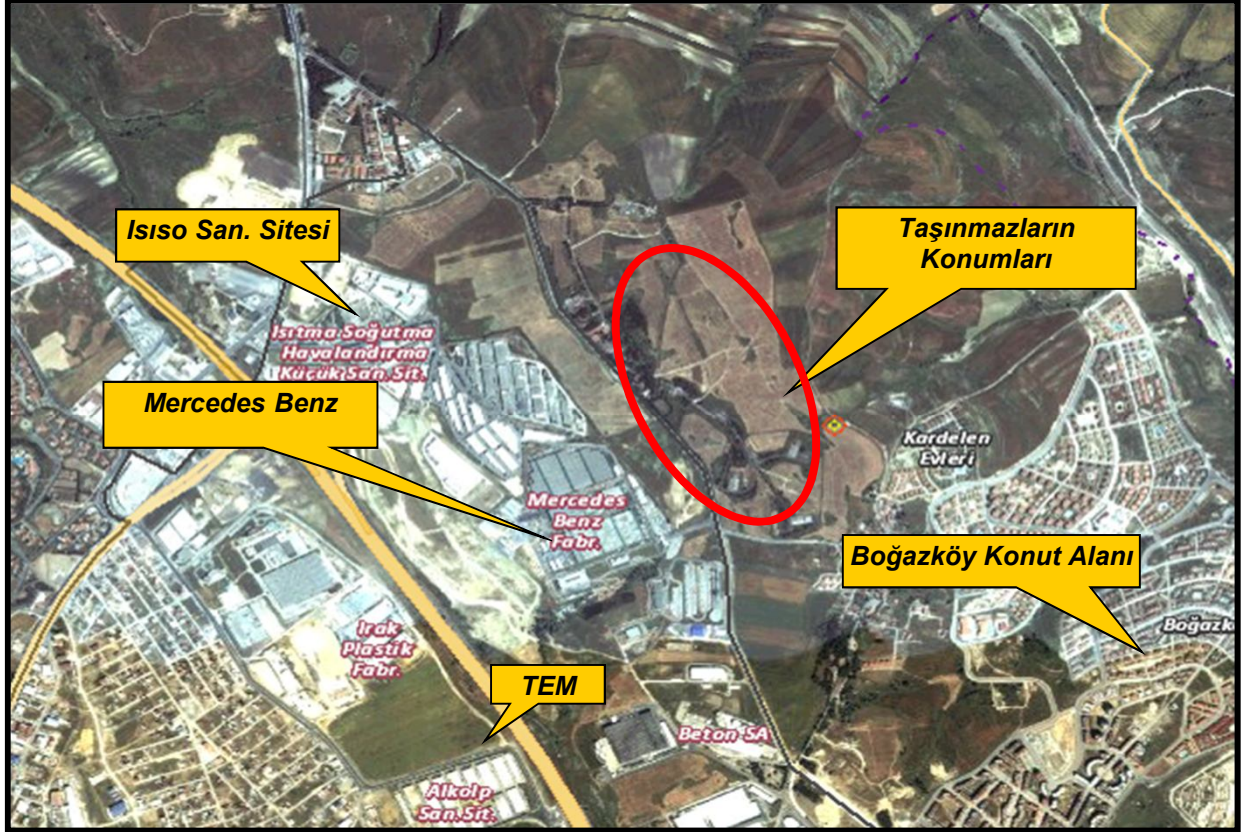 Isıso San. Sitesi
Taşınmazların
Konumları
Isıtma Soğutma
Havalandırma
Küçük San. Sit.
Mercedes Benz
Kardelen
Evleri
Mercedes
Benz
Fabr.
Boğazköy Konut Alanı
Boğazk
Irak
Plastik
Fabr.
TEM
Beton SA
Alkolp
San. Sit.